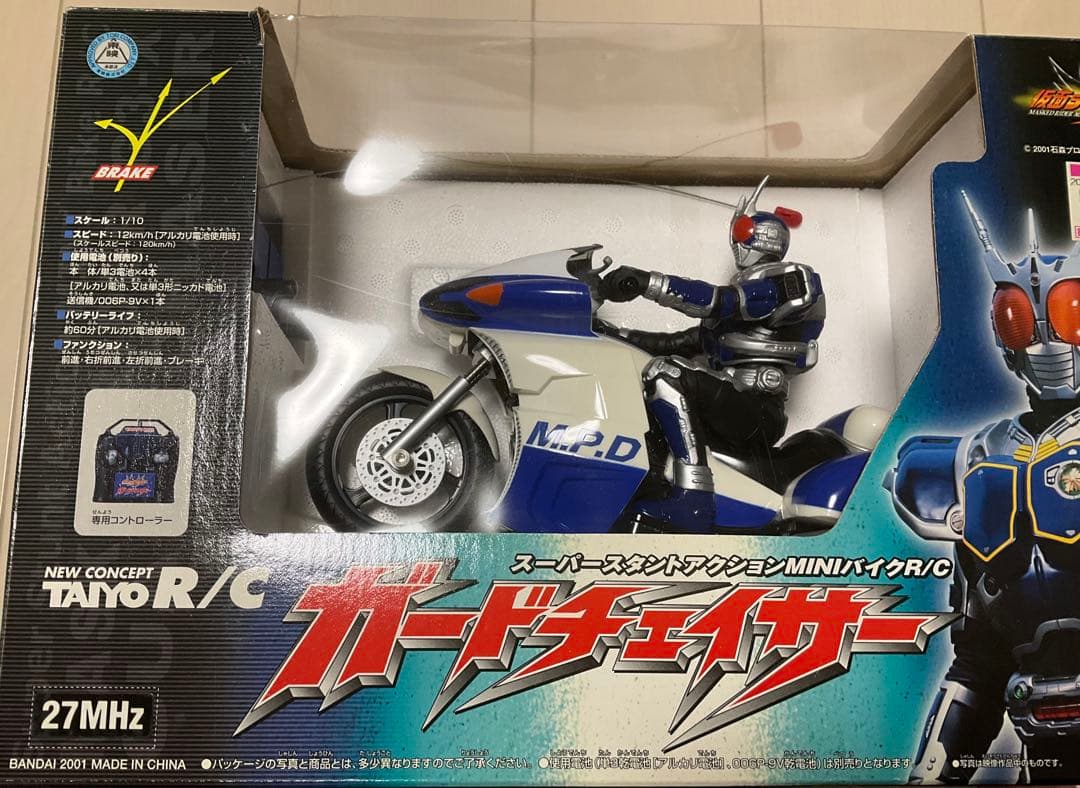 BRAKE
■スケール：1/10
■スピード：12km/h[アルカリ電池使用時]
(スケールスピード：120km/h)
■使用電池(別売り)：
本　体/単3電池×4本
[アルカリ電池、又は単3形ニッカド電池]
送信機/006P-9V×1本
■バッテリーライフ：
約60分[アルカリ電池使用時]
■ファンクション：
前進・右折前進・左折前進・ブレーキ
専用コントローラー
NEW CONCEPT
TAIYO R/C
27MHz
BANDAI 2001 MADE IN CHINA
M.P.D
スーパースタントアクションMINIバイクR/C
ガードチェイサー
●パッケージの写真と商品とは、多少異なりますのでご了承ください。
●使用電池(単3乾電池[アルカリ電池]、006P-9V乾電池)は別売りとなります。
仮面
MASKED RIDER
© 2001 石森プロ
●写真は映像作品中のものです。